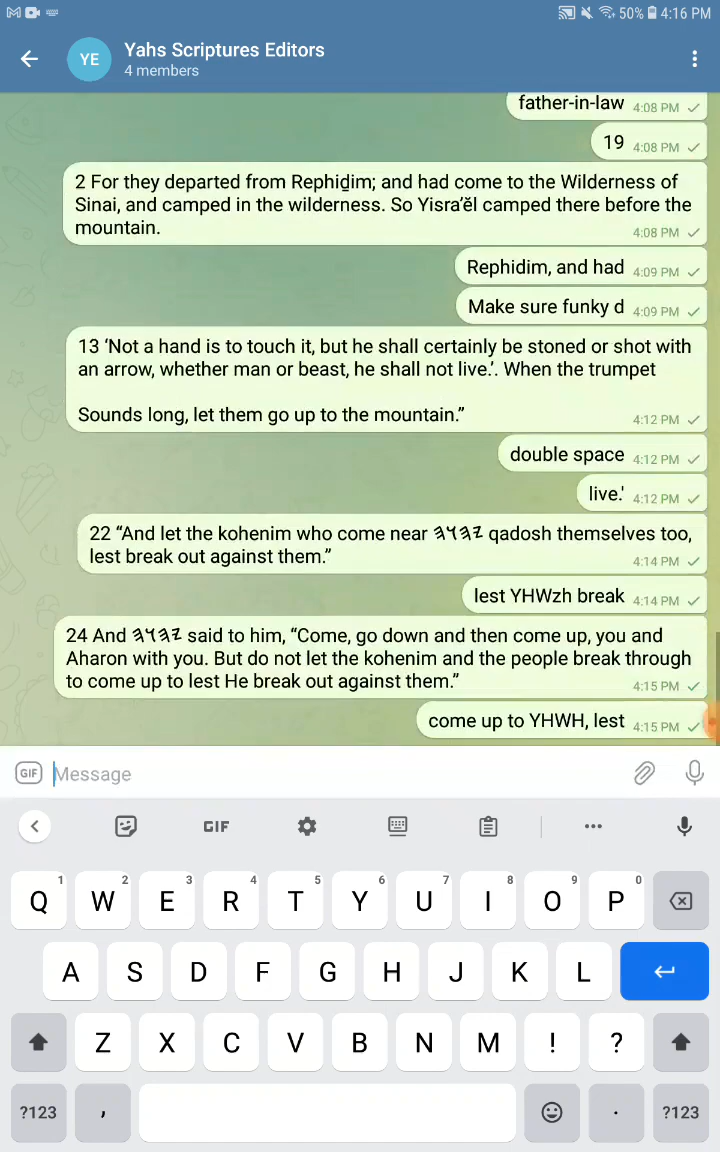 50% 4:16 PM
YE
Yahs Scriptures Editors
4 members
father-in-law 4:08 PM
19 4:08 PM
2 For they departed from Rephiḏim; and had come to the Wilderness of
Sinai, and camped in the wilderness. So Yisra’ĕl camped there before the
mountain.
4:08 PM
Rephidim, and had 4:09 PM
Make sure funky d 4:09 PM
13 ‘Not a hand is to touch it, but he shall certainly be stoned or shot with
an arrow, whether man or beast, he shall not live.’. When the trumpet
Sounds long, let them go up to the mountain.”
4:12 PM
double space 4:12 PM
live.' 4:12 PM
22 “And let the kohenim who come near 𐤉𐤄𐤅𐤄 qadosh themselves too,
lest break out against them.”
4:14 PM
lest YHWzh break 4:14 PM
24 And 𐤉𐤄𐤅𐤄 said to him, “Come, go down and then come up, you and
Aharon with you. But do not let the kohenim and the people break through
to come up to lest He break out against them.”
4:15 PM
come up to YHWH, lest 4:15 PM
GIF Message
GIF
1 2 3 4 5 6 7 8 9 0
Q W E R T Y U I O P
A S D F G H J K L
Z X C V B N M ! ?
?123 , . ?123